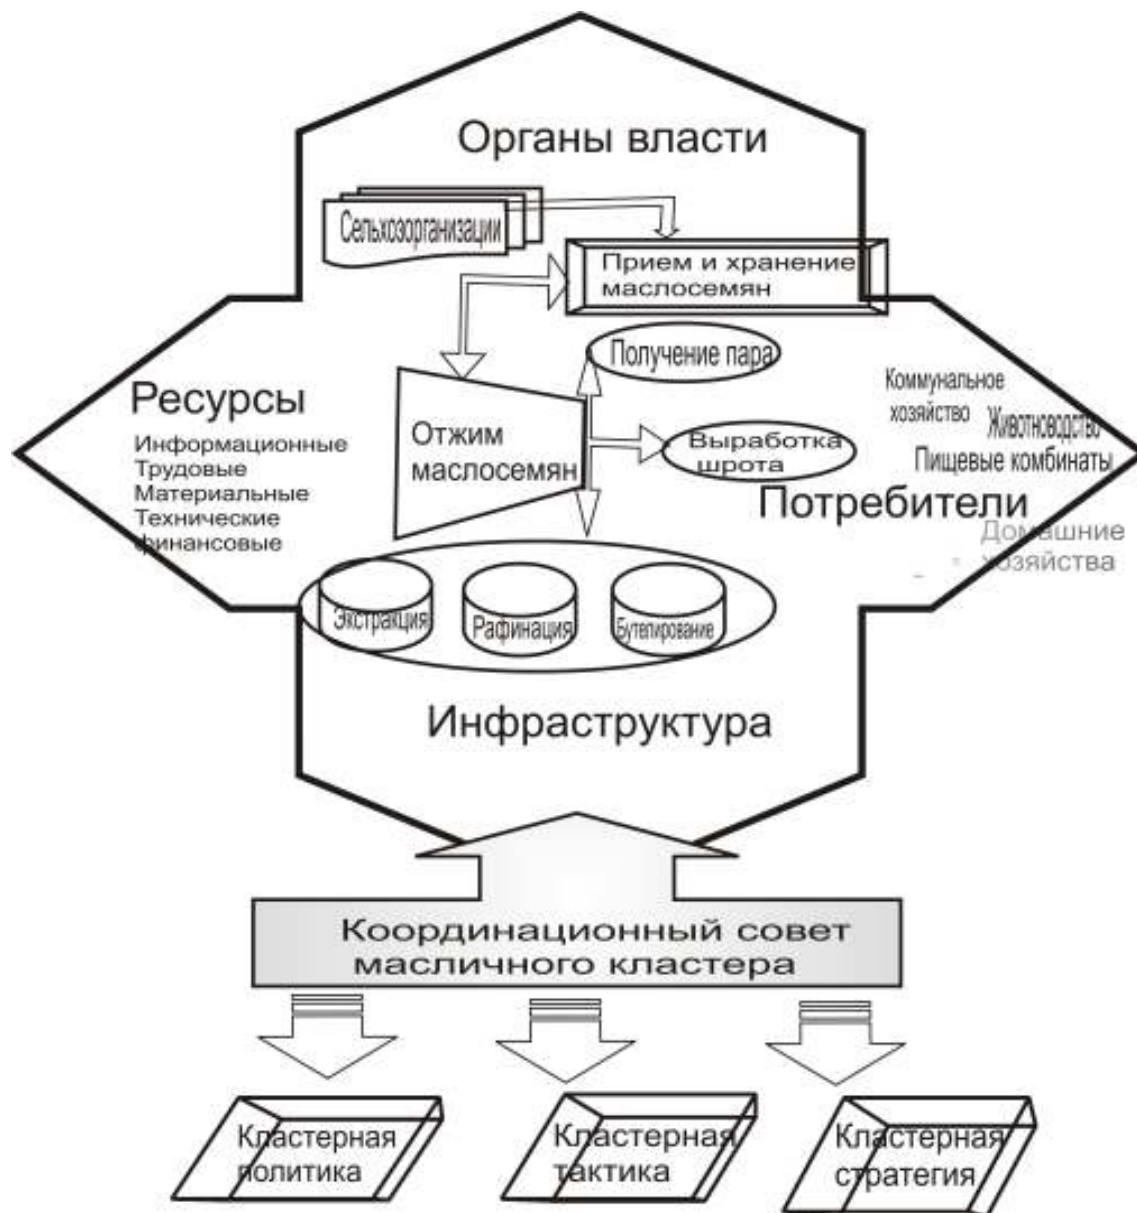 Органы власти
Сельхозорганизации
Прием и хранение
маслосемян
Получение пара
Ресурсы
Информационные
Трудовые
Материальные
Технические
финансовые
Отжим
маслосемян
Выработка
шрота
Коммунальное
хозяйство
Животноводство
Пищевые комбинаты
Потребители
Домашние
хозяйства
Экстракция
Рафинация
Бутелирование
Инфраструктура
Координационный совет
масличного кластера
Кластерная
политика
Кластерная
тактика
Кластерная
стратегия